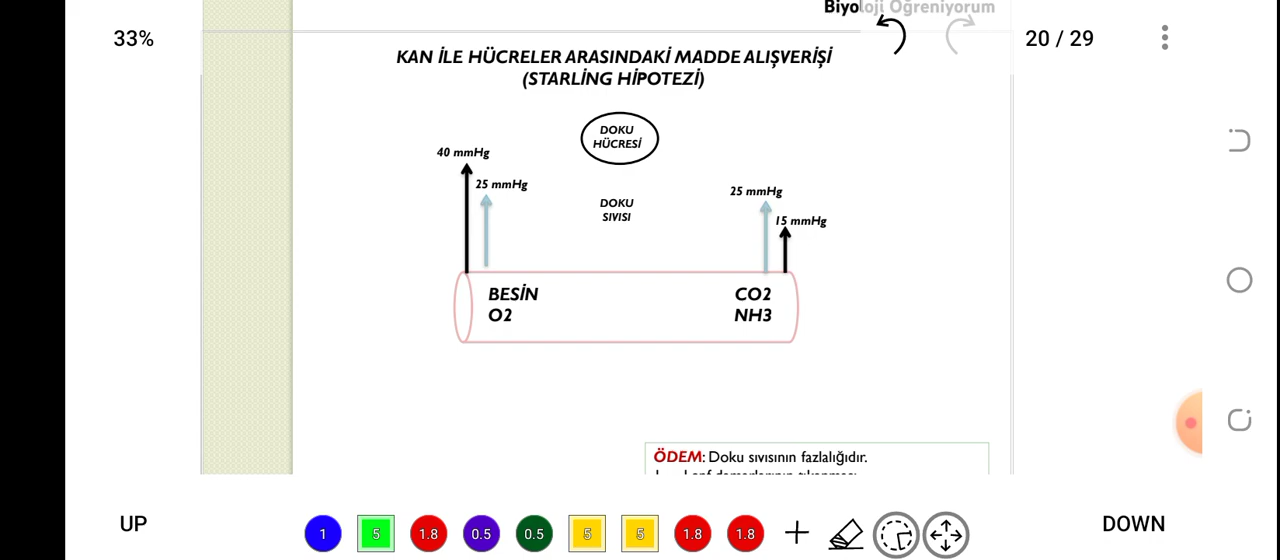 Biyoloji Öğreniyorum
33%
20 / 29
KAN İLE HÜCRELER ARASINDAKİ MADDE ALIŞVERİŞİ
(STARLİNG HİPOTEZİ)
DOKU
HÜCRESİ
40 mmHg
25 mmHg
DOKU
SIVISI
25 mmHg
15 mmHg
BESİN
O2
CO2
NH3
ÖDEM: Doku sıvısının fazlalığıdır.
UP
1
5
1.8
0.5
0.5
5
5
1.8
1.8
DOWN